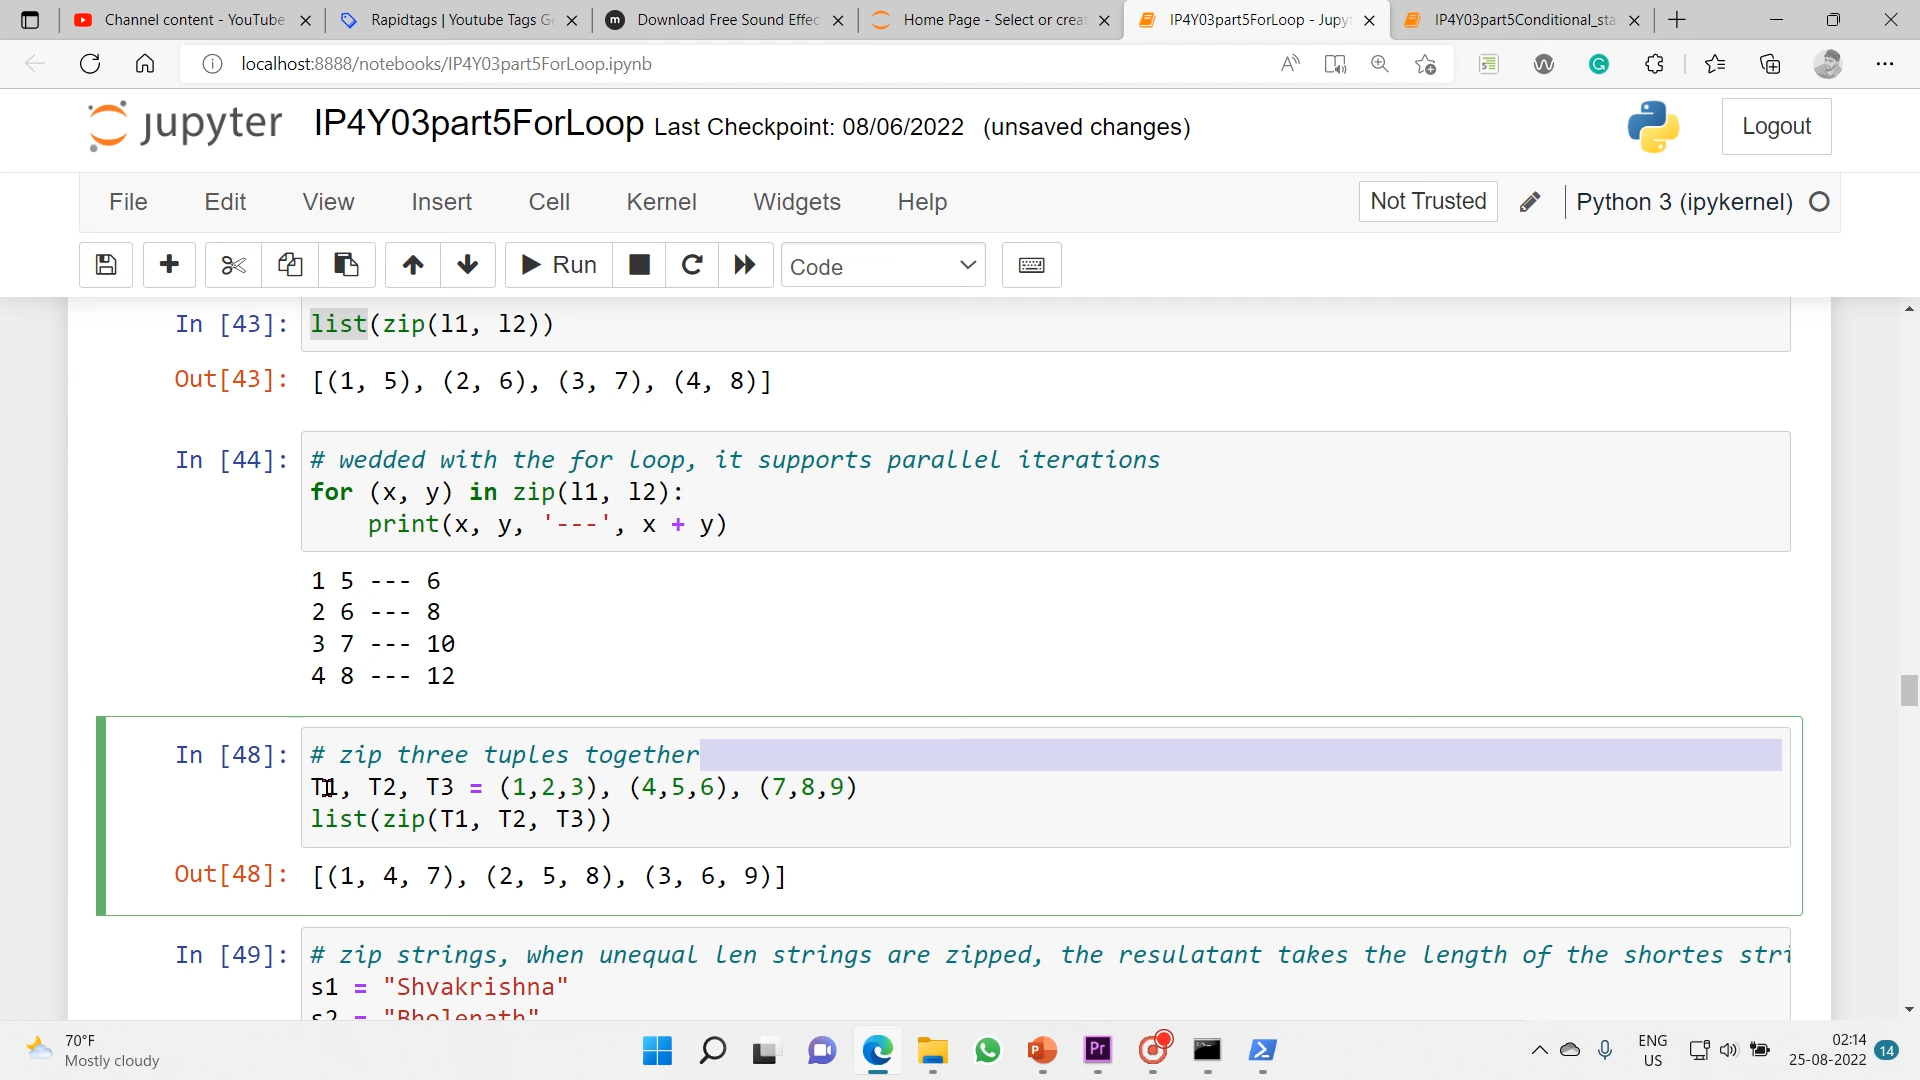 Channel content - YouTube
Rapidtags | Youtube Tags Ge
Download Free Sound Effec
Home Page - Select or creat
IP4Y03part5ForLoop - Jupyt
IP4Y03part5Conditional_sta
localhost:8888/notebooks/IP4Y03part5ForLoop.ipynb
jupyter IP4Y03part5ForLoop Last Checkpoint: 08/06/2022 (unsaved changes)
Logout
File Edit View Insert Cell Kernel Widgets Help
Not Trusted
Python 3 (ipykernel)
Run
Code
In [43]: list(zip(l1, l2))
Out[43]: [(1, 5), (2, 6), (3, 7), (4, 8)]
In [44]: # wedded with the for loop, it supports parallel iterations
for (x, y) in zip(l1, l2):
print(x, y, '---', x + y)
1 5 --- 6
2 6 --- 8
3 7 --- 10
4 8 --- 12
In [48]: # zip three tuples together
T1, T2, T3 = (1,2,3), (4,5,6), (7,8,9)
list(zip(T1, T2, T3))
Out[48]: [(1, 4, 7), (2, 5, 8), (3, 6, 9)]
In [49]: # zip strings, when unequal len strings are zipped, the resulatant takes the length of the shortes stri
s1 = "Shvakrishna"
s2 = "Bholenath"
70°F
Mostly cloudy
Pr
ENG
US
02:14
25-08-2022
14